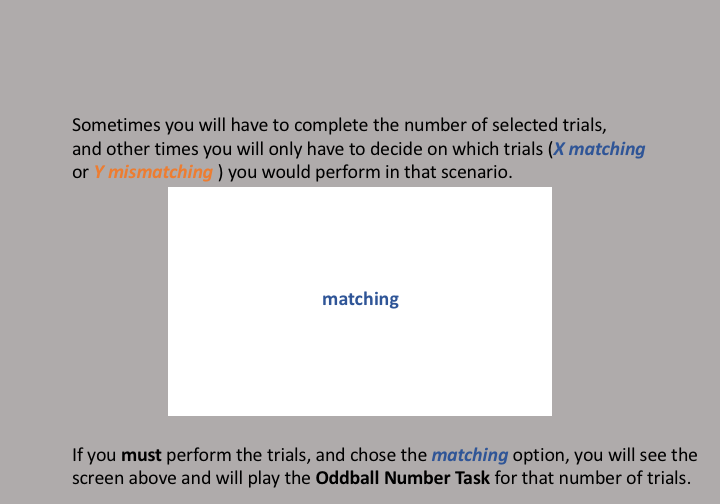 Sometimes you will have to complete the number of selected trials,
and other times you will only have to decide on which trials (X matching
or Y mismatching ) you would perform in that scenario.
matching
If you must perform the trials, and chose the matching option, you will see the
screen above and will play the Oddball Number Task for that number of trials.